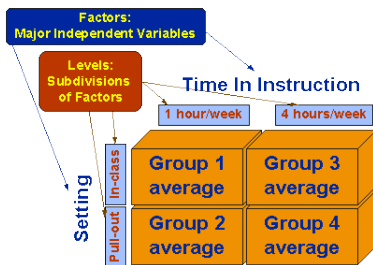 Factors:
Major Independent Variables
Levels:
Subdivisions
of Factors
Time In Instruction
1 hour/week
4 hours/week
Setting
In-class
Group 1
average
Group 3
average
Pull-out
Group 2
average
Group 4
average